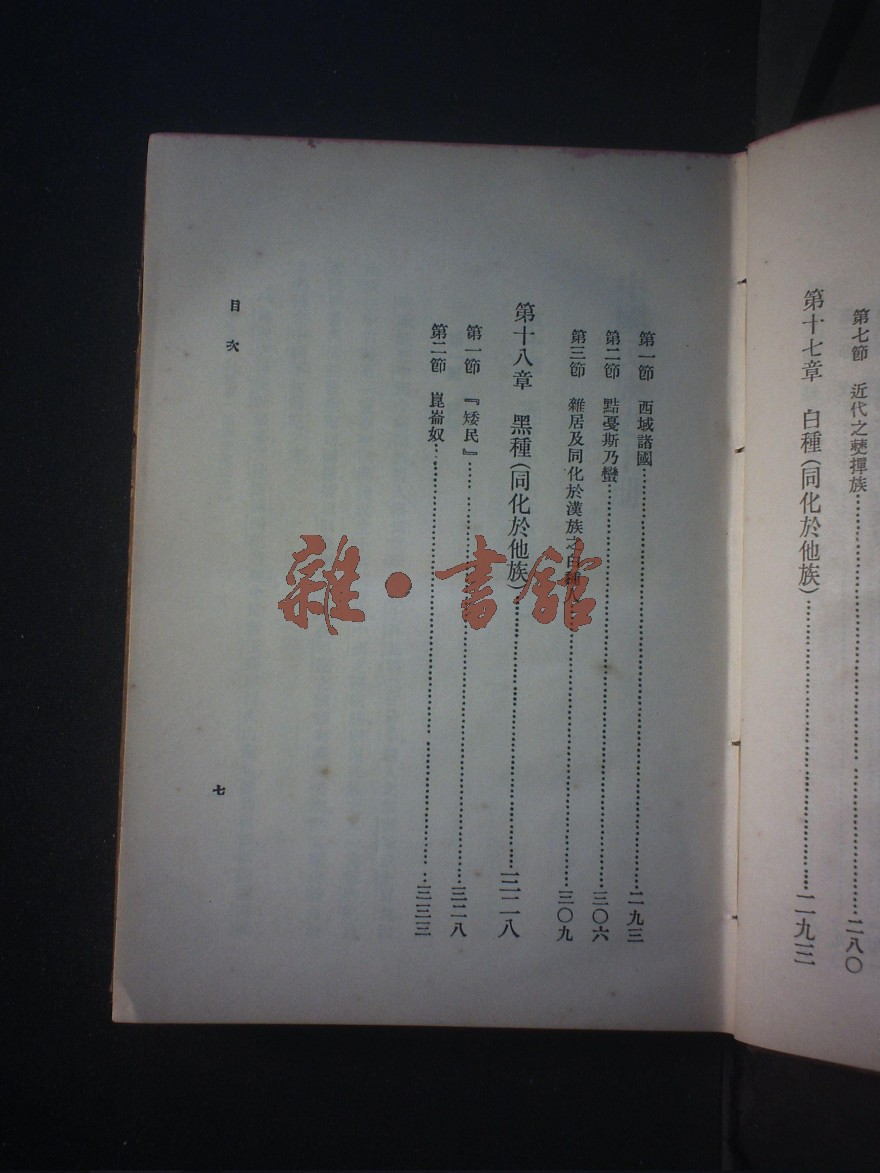 第七節 近代之僰撣族 二八〇
第十七章 白種(同化於他族) 二九三
第一節 西域諸國 二九三
第二節 黠戛斯乃蠻 三〇六
第三節 雜居及同化於漢族之白種人 三〇九
第十八章 黑種(同化於他族) 三二八
第一節 『矮民』 三二八
第二節 崑崙奴 三三三
目次
七
雜・書館